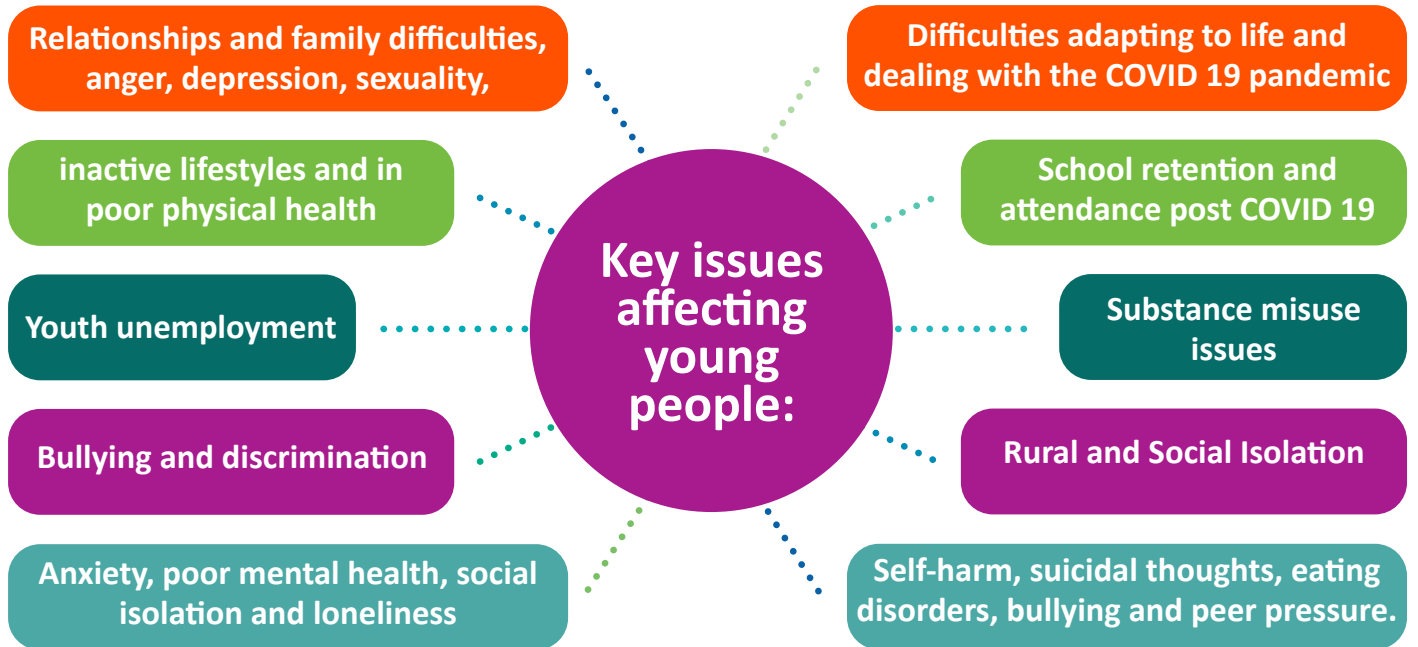 Relationships and family difficulties,
anger, depression, sexuality,
inactive lifestyles and in
poor physical health
Youth unemployment
Bullying and discrimination
Anxiety, poor mental health, social
isolation and loneliness
Key issues
affecting
young
people:
Difficulties adapting to life and
dealing with the COVID 19 pandemic
School retention and
attendance post COVID 19
Substance misuse
issues
Rural and Social Isolation
Self-harm, suicidal thoughts, eating
disorders, bullying and peer pressure.